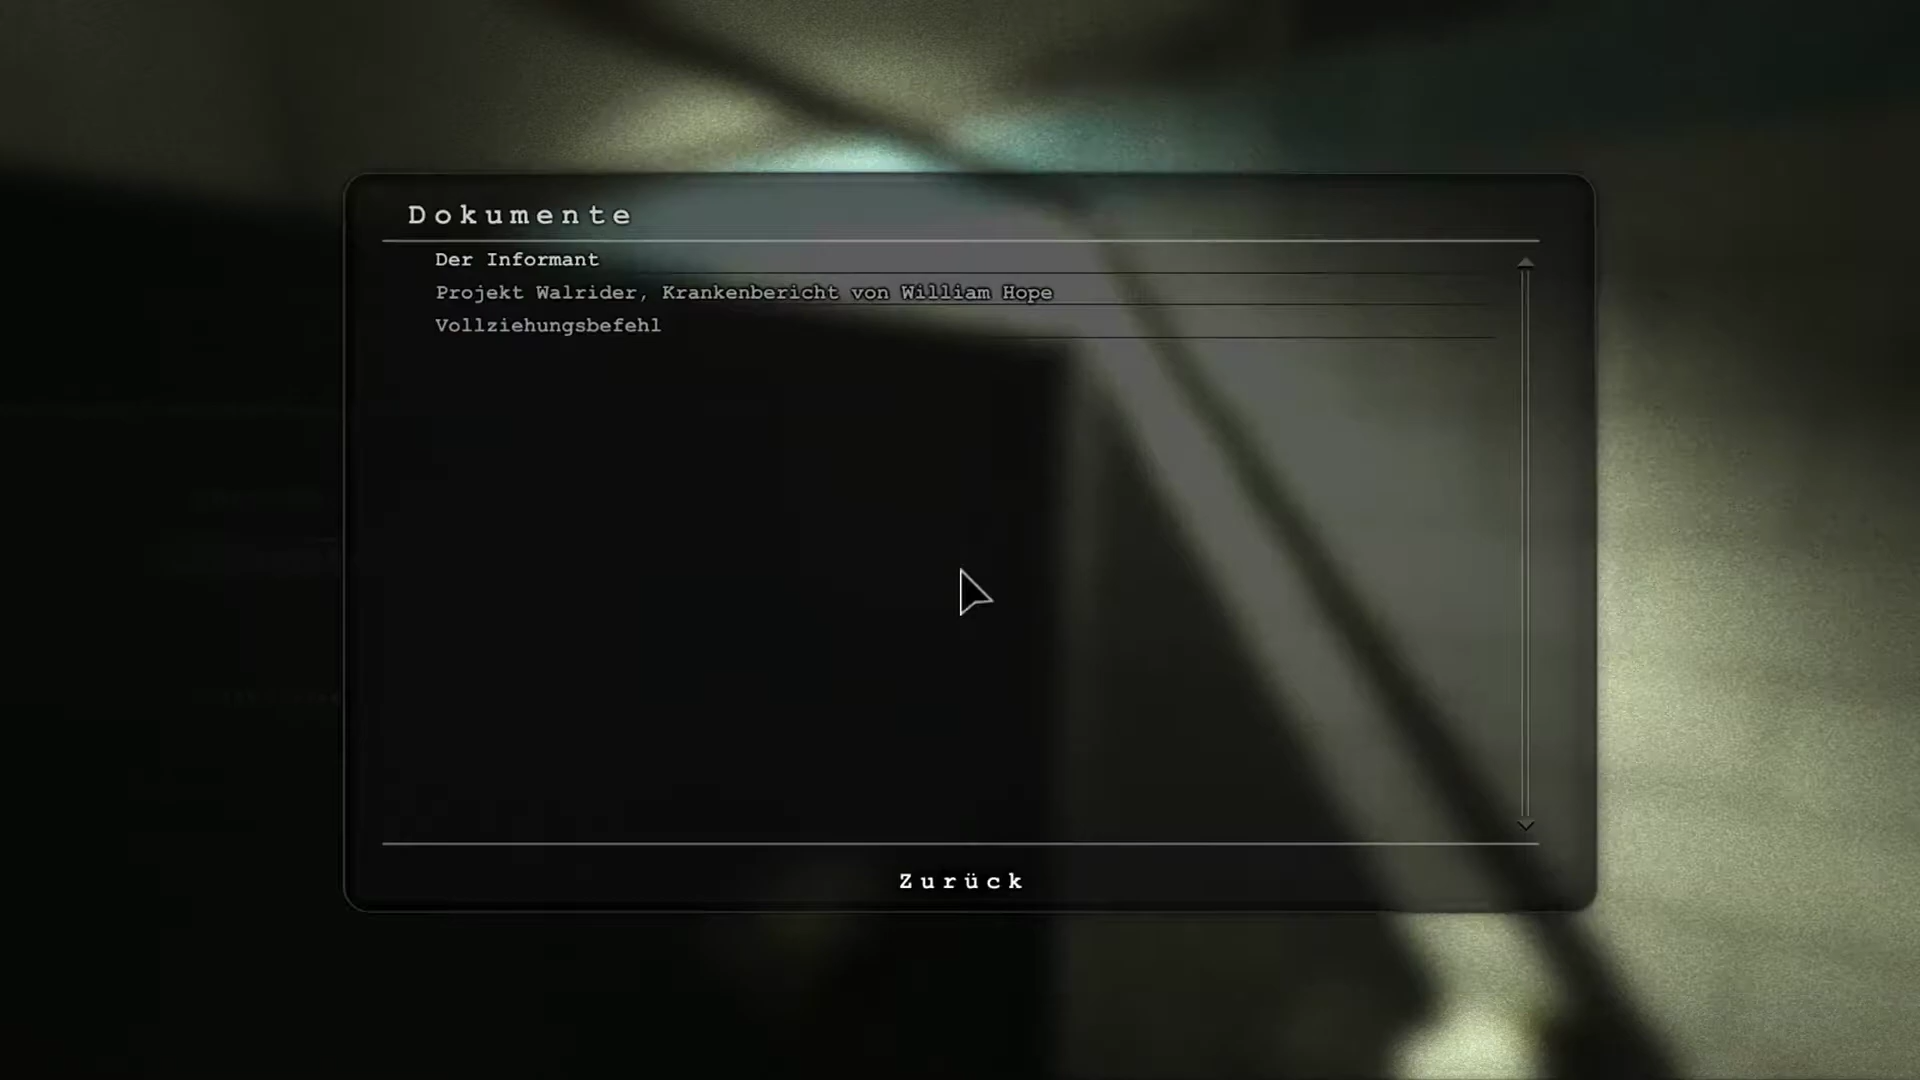 Dokumente
Der Informant
Projekt Walrider, Krankenbericht von William Hope
Vollziehungsbefehl
Zurück